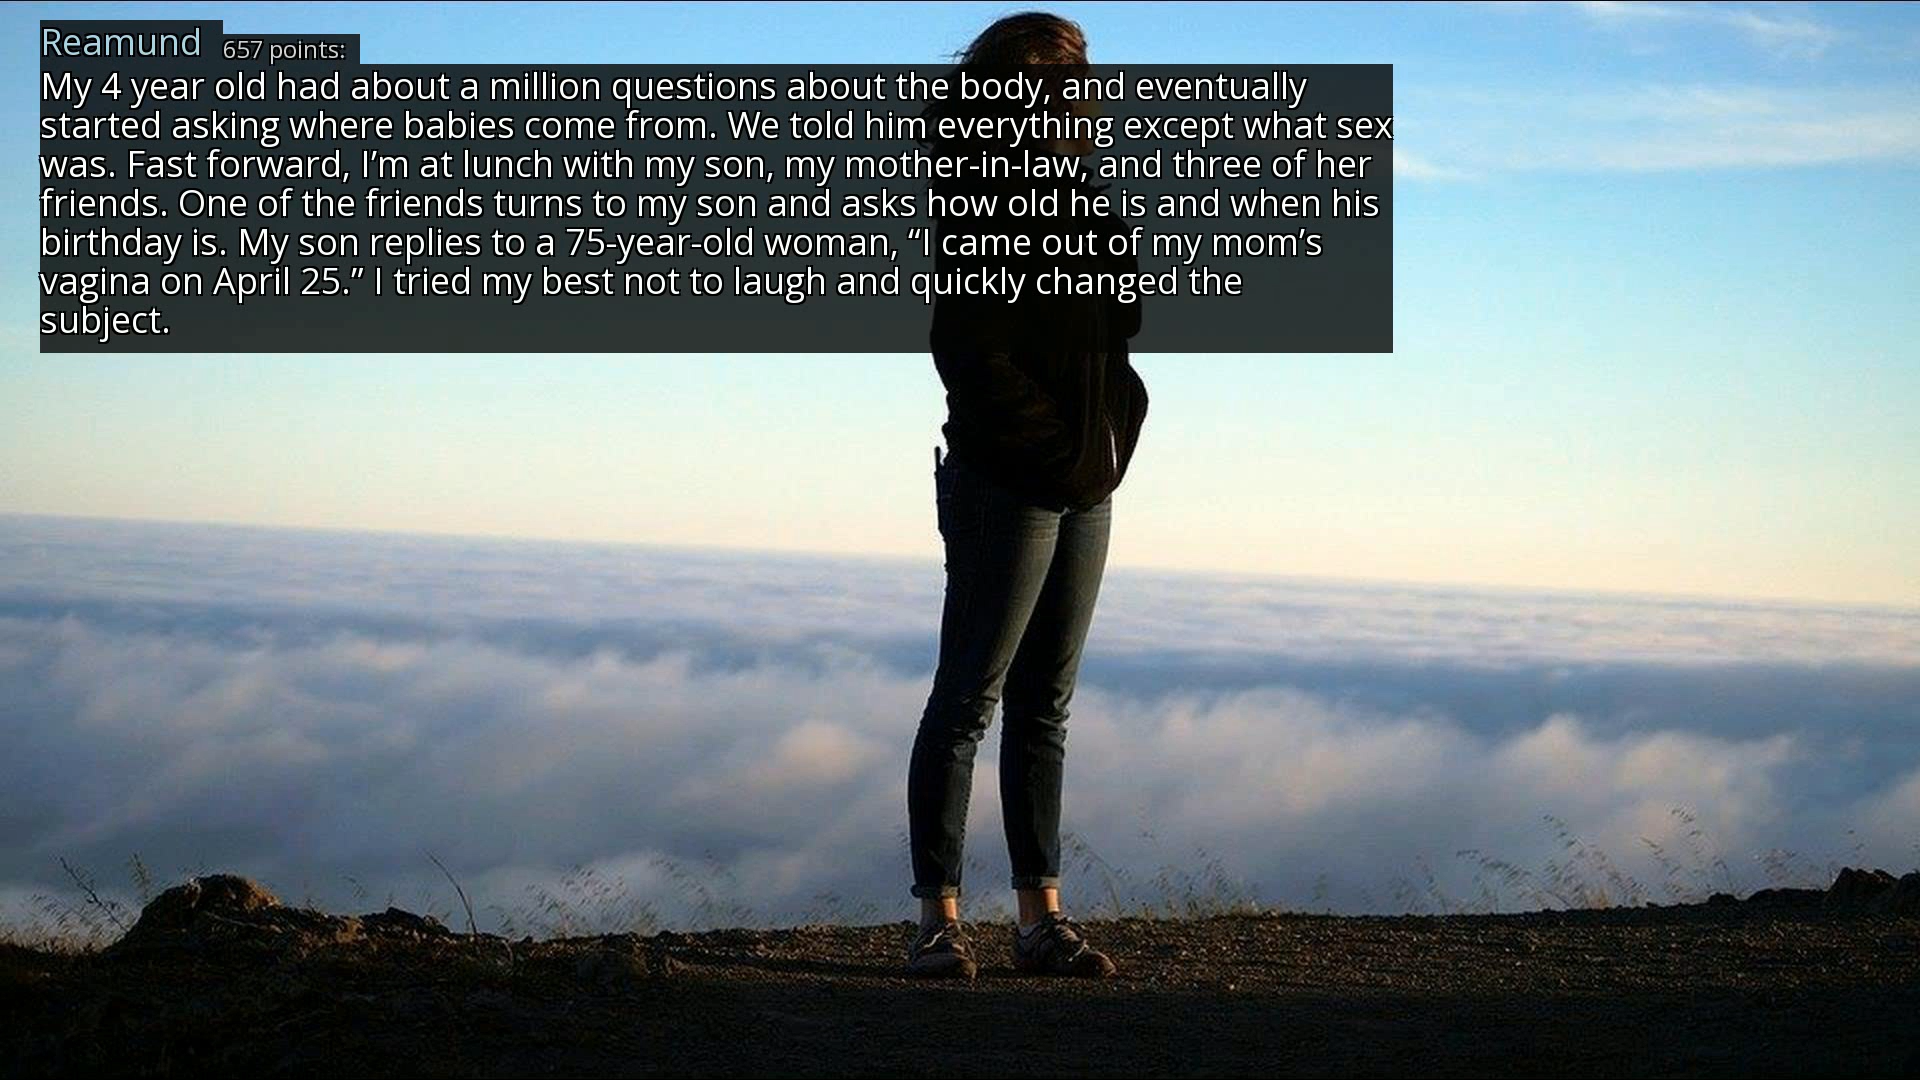 Reamund 657 points:
My 4 year old had about a million questions about the body, and eventually
started asking where babies come from. We told him everything except what sex
was. Fast forward, I’m at lunch with my son, my mother-in-law, and three of her
friends. One of the friends turns to my son and asks how old he is and when his
birthday is. My son replies to a 75-year-old woman, “I came out of my mom’s
vagina on April 25.” I tried my best not to laugh and quickly changed the
subject.